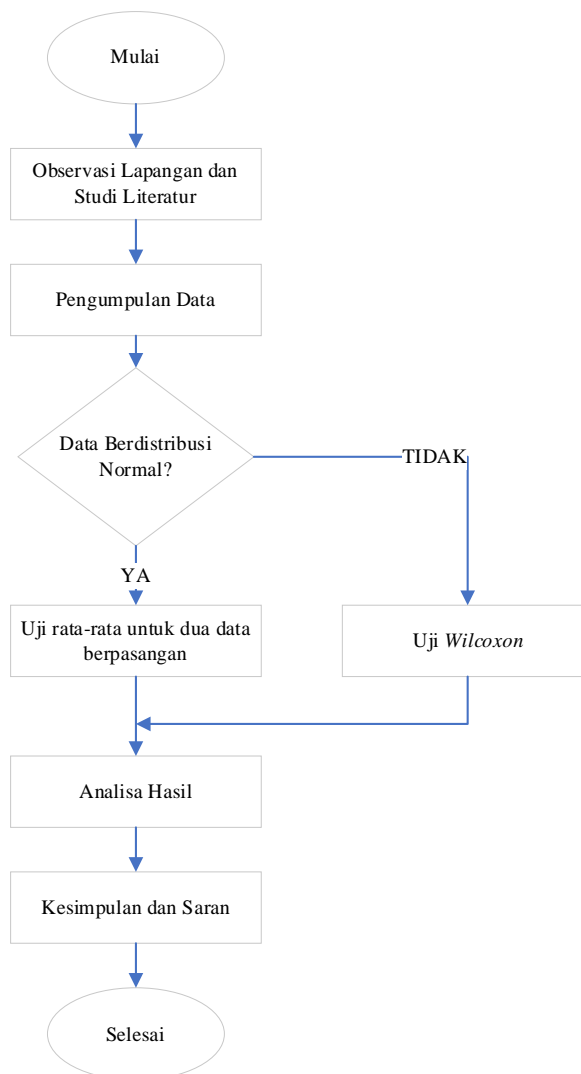 Mulai
Observasi Lapangan dan
Studi Literatur
Pengumpulan Data
Data Berdistribusi
Normal?
TIDAK
YA
Uji rata-rata untuk dua data
berpasangan
Uji Wilcoxon
Analisa Hasil
Kesimpulan dan Saran
Selesai